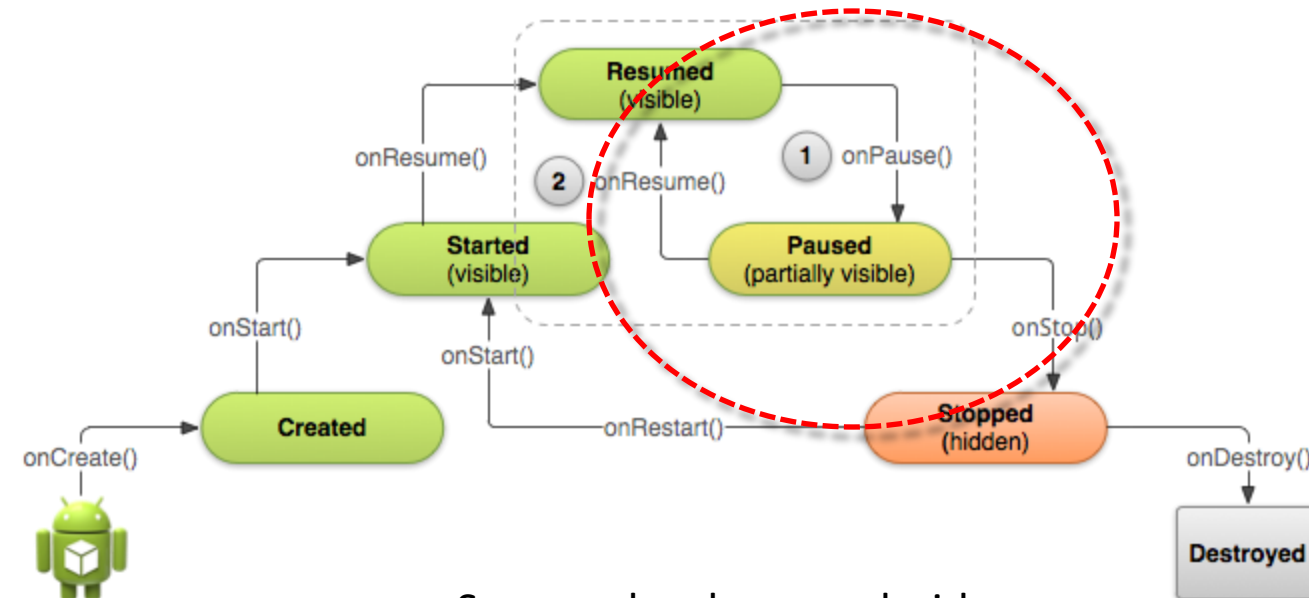 Resumed
(visible)
onResume()
1
onPause()
2
onResume()
Started
(visible)
Paused
(partially visible)
onStart()
onStop()
onStart()
Created
onRestart()
Stopped
(hidden)
onCreate()
onDestroy()
Destroyed